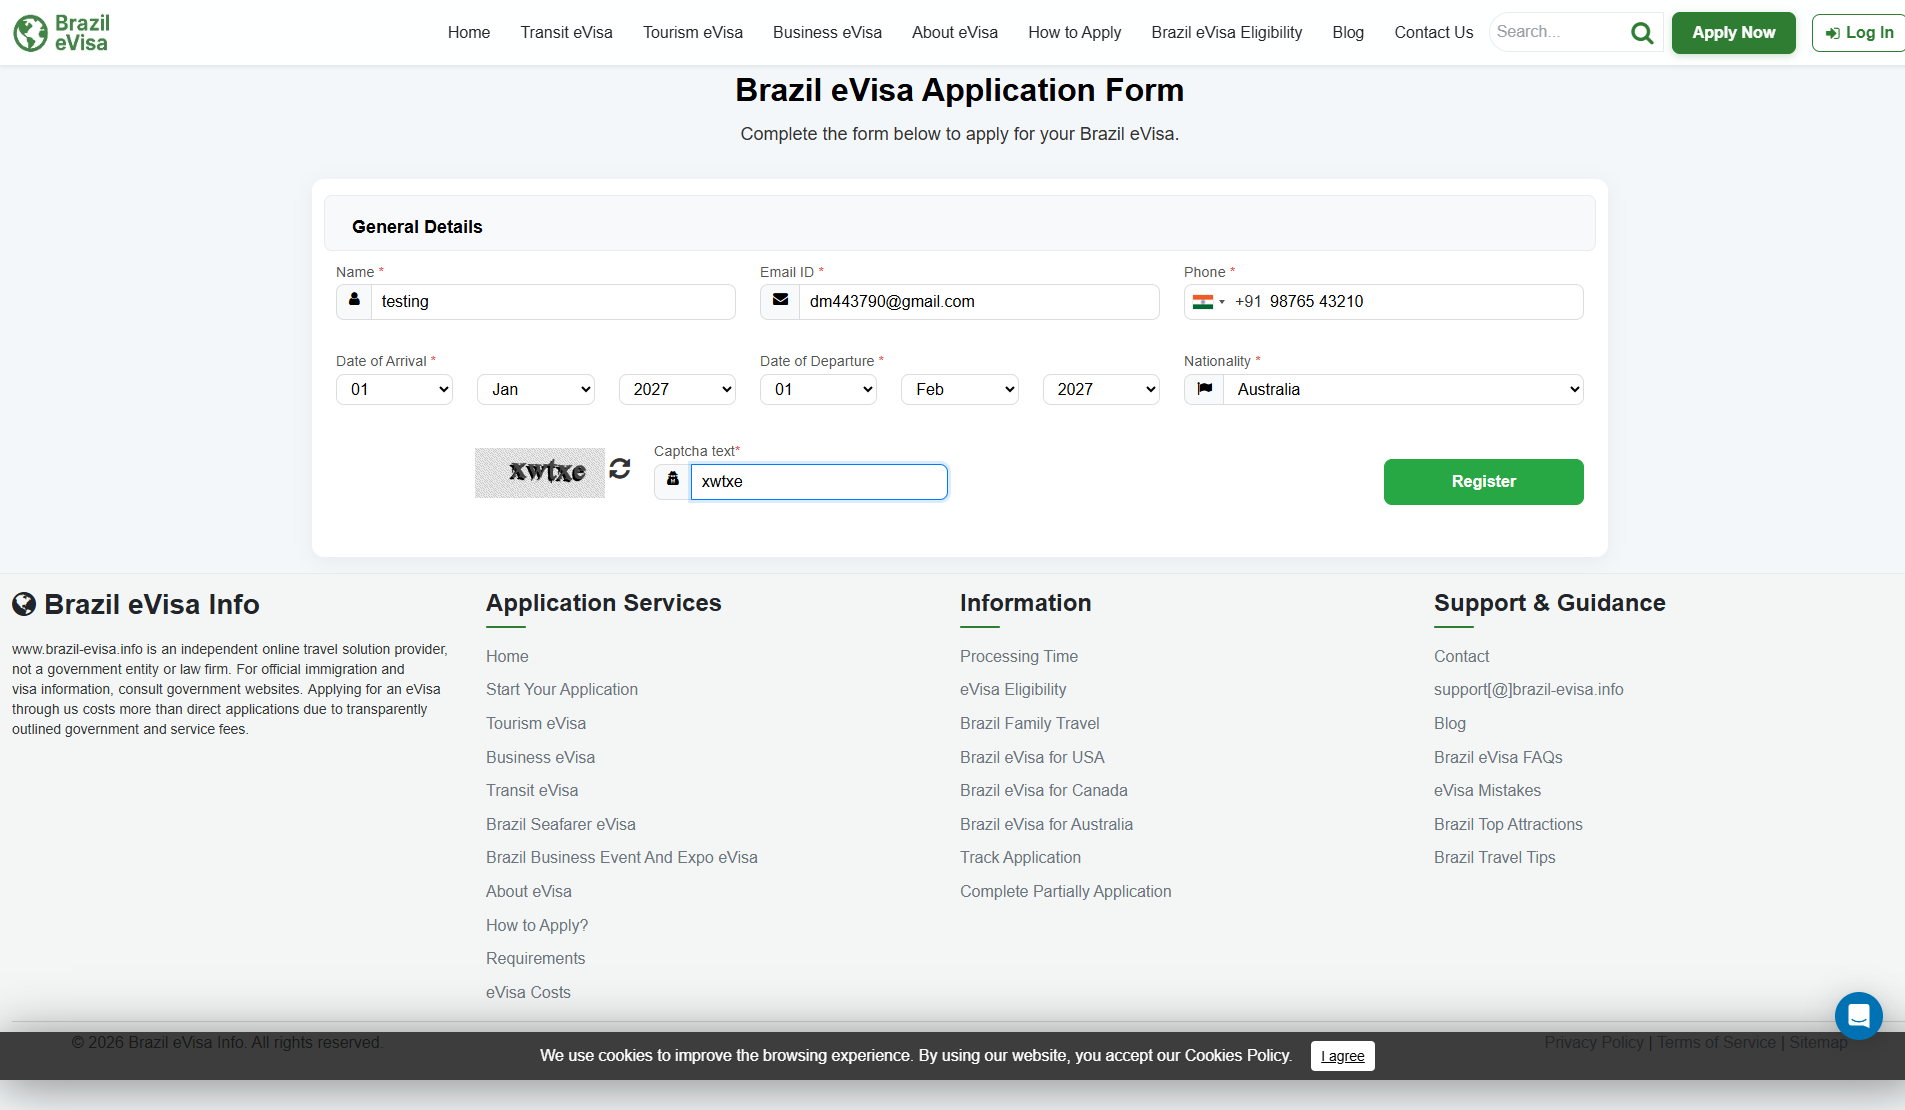 Brazil
eVisa
Home Transit eVisa Tourism eVisa Business eVisa About eVisa How to Apply Brazil eVisa Eligibility Blog Contact Us Search... Apply Now Log In
Brazil eVisa Application Form
Complete the form below to apply for your Brazil eVisa.
General Details
Name * Email ID * Phone *
testing dm443790@gmail.com +91 98765 43210
Date of Arrival * Date of Departure * Nationality *
01 Jan 2027 01 Feb 2027 Australia
Captcha text*
xwtxe xwtxe Register
Brazil eVisa Info
www.brazil-evisa.info is an independent online travel solution provider,
not a government entity or law firm. For official immigration and
visa information, consult government websites. Applying for an eVisa
through us costs more than direct applications due to transparently
outlined government and service fees.
Application Services
Home
Start Your Application
Tourism eVisa
Business eVisa
Transit eVisa
Brazil Seafarer eVisa
Brazil Business Event And Expo eVisa
About eVisa
How to Apply?
Requirements
eVisa Costs
Information
Processing Time
eVisa Eligibility
Brazil Family Travel
Brazil eVisa for USA
Brazil eVisa for Canada
Brazil eVisa for Australia
Track Application
Complete Partially Application
Support & Guidance
Contact
support[@]brazil-evisa.info
Blog
Brazil eVisa FAQs
eVisa Mistakes
Brazil Top Attractions
Brazil Travel Tips
© 2026 Brazil eVisa Info. All rights reserved. Privacy Policy | Terms of Service | Sitemap
We use cookies to improve the browsing experience. By using our website, you accept our Cookies Policy. I agree